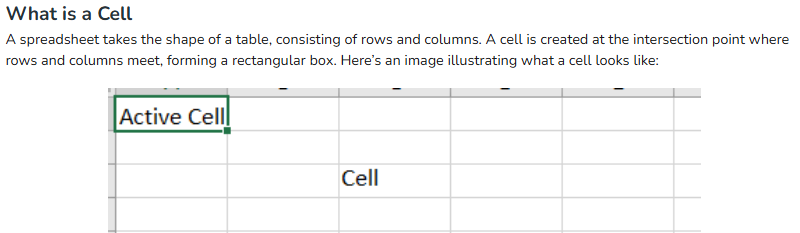 What is a Cell
A spreadsheet takes the shape of a table, consisting of rows and columns. A cell is created at the intersection point where
rows and columns meet, forming a rectangular box. Here's an image illustrating what a cell looks like:
Active Cell
Cell